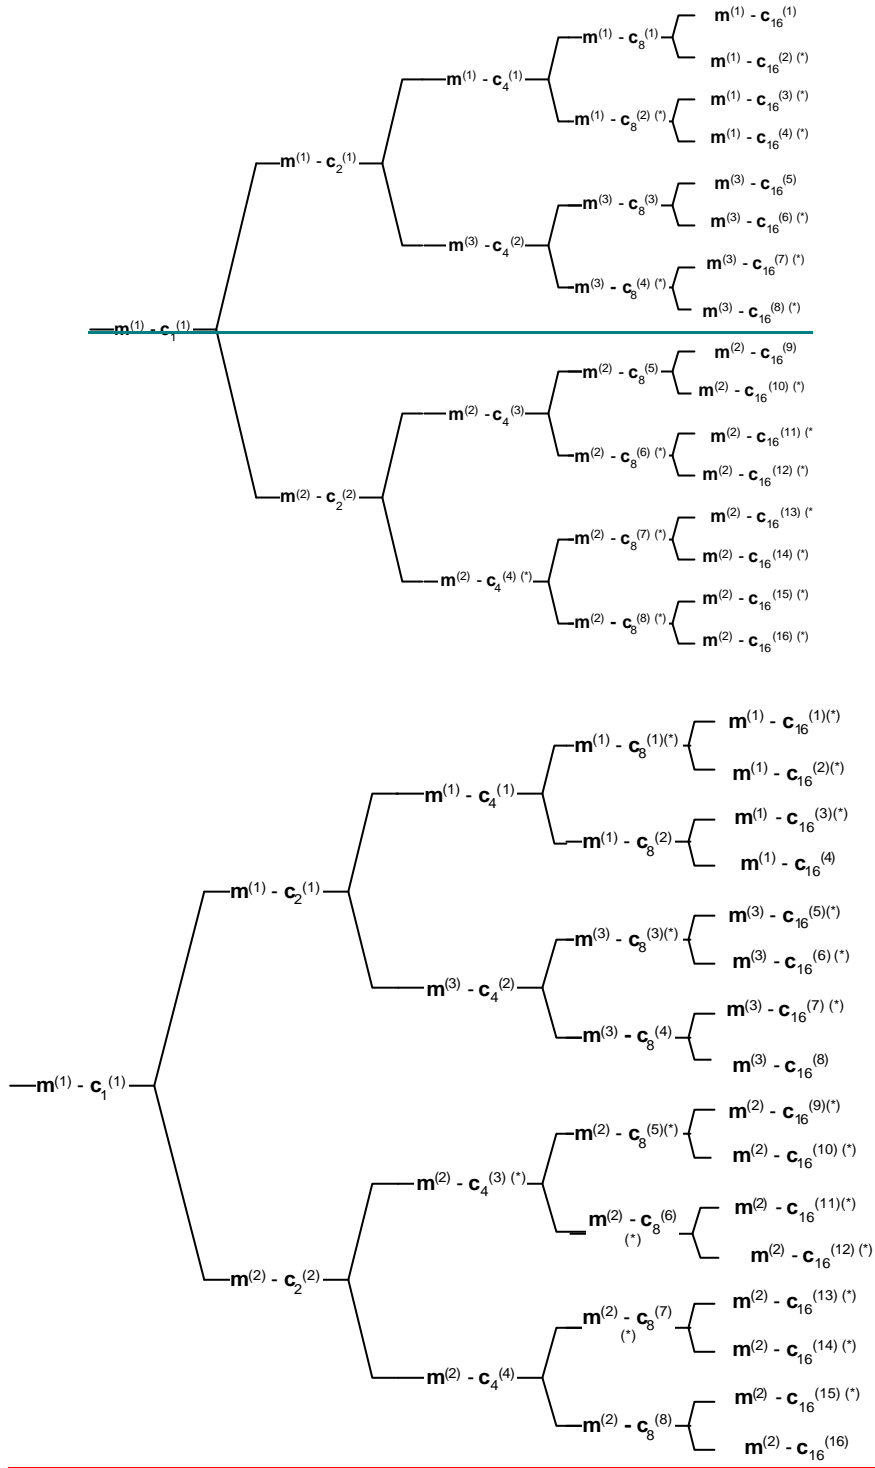 m(1) - c16(1)
m(1) - c8(1)
m(1) - c16(2) (*)
m(1) - c4(1)
m(1) - c16(3) (*)
m(1) - c8(2) (*)
m(1) - c16(4) (*)
m(1) - c2(1)
m(3) - c16(5)
m(3) - c8(3)
m(3) - c16(6) (*)
m(3) - c4(2)
m(3) - c16(7) (*)
m(3) - c8(4) (*)
m(3) - c16(8) (*)
m(1) - c1(1)
m(2) - c16(9)
m(2) - c8(5)
m(2) - c16(10) (*)
m(2) - c4(3)
m(2) - c16(11) (*
m(2) - c8(6) (*)
m(2) - c16(12) (*)
m(2) - c2(2)
m(2) - c16(13) (*
m(2) - c8(7) (*)
m(2) - c16(14) (*)
m(2) - c4(4) (*)
m(2) - c16(15) (*)
m(2) - c8(8) (*)
m(2) - c16(16) (*)
m(1) - c16(1)(*)
m(1) - c8(1)(*)
m(1) - c16(2)(*)
m(1) - c4(1)
m(1) - c16(3)(*)
m(1) - c8(2)
m(1) - c16(4)
m(1) - c2(1)
m(3) - c16(5)(*)
m(3) - c8(3)(*)
m(3) - c16(6) (*)
m(3) - c4(2)
m(3) - c16(7) (*)
m(3) - c8(4)
m(3) - c16(8)
m(1) - c1(1)
m(2) - c16(9)(*)
m(2) - c8(5)(*)
m(2) - c16(10) (*)
m(2) - c4(3) (*)
m(2) - c16(11)(*)
m(2) - c8(6)
(*)
m(2) - c16(12) (*)
m(2) - c2(2)
m(2) - c16(13) (*)
m(2) - c8(7)
(*)
m(2) - c16(14) (*)
m(2) - c4(4)
m(2) - c16(15) (*)
m(2) - c8(8)
m(2) - c16(16)